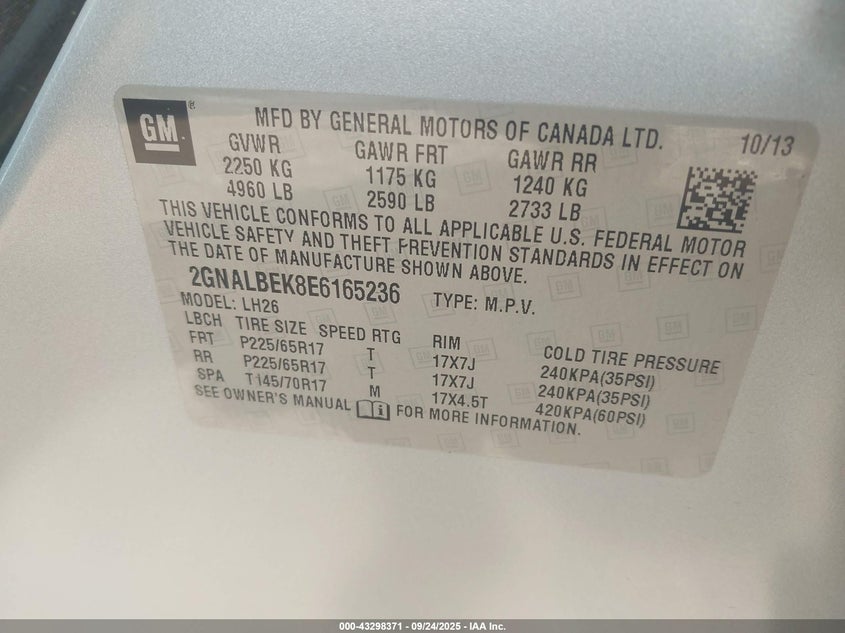 GM ®
MFD BY GENERAL MOTORS OF CANADA LTD. 10/13
GVWR GAWR FRT GAWR RR
2250 KG 1175 KG 1240 KG
4960 LB 2590 LB 2733 LB
THIS VEHICLE CONFORMS TO ALL APPLICABLE U.S. FEDERAL MOTOR
VEHICLE SAFETY AND THEFT PREVENTION STANDARDS IN EFFECT ON
THE DATE OF MANUFACTURE SHOWN ABOVE.
2GNALBEK8E6165236 TYPE: M.P.V.
MODEL: LH26
LBCH TIRE SIZE SPEED RTG RIM COLD TIRE PRESSURE
FRT P225/65R17 T 17X7J 240KPA(35PSI)
RR P225/65R17 T 17X7J 240KPA(35PSI)
SPA T145/70R17 M 17X4.5T 420KPA(60PSI)
SEE OWNER'S MANUAL FOR MORE INFORMATION.
000-43298371 - 09/24/2025 - IAA Inc.